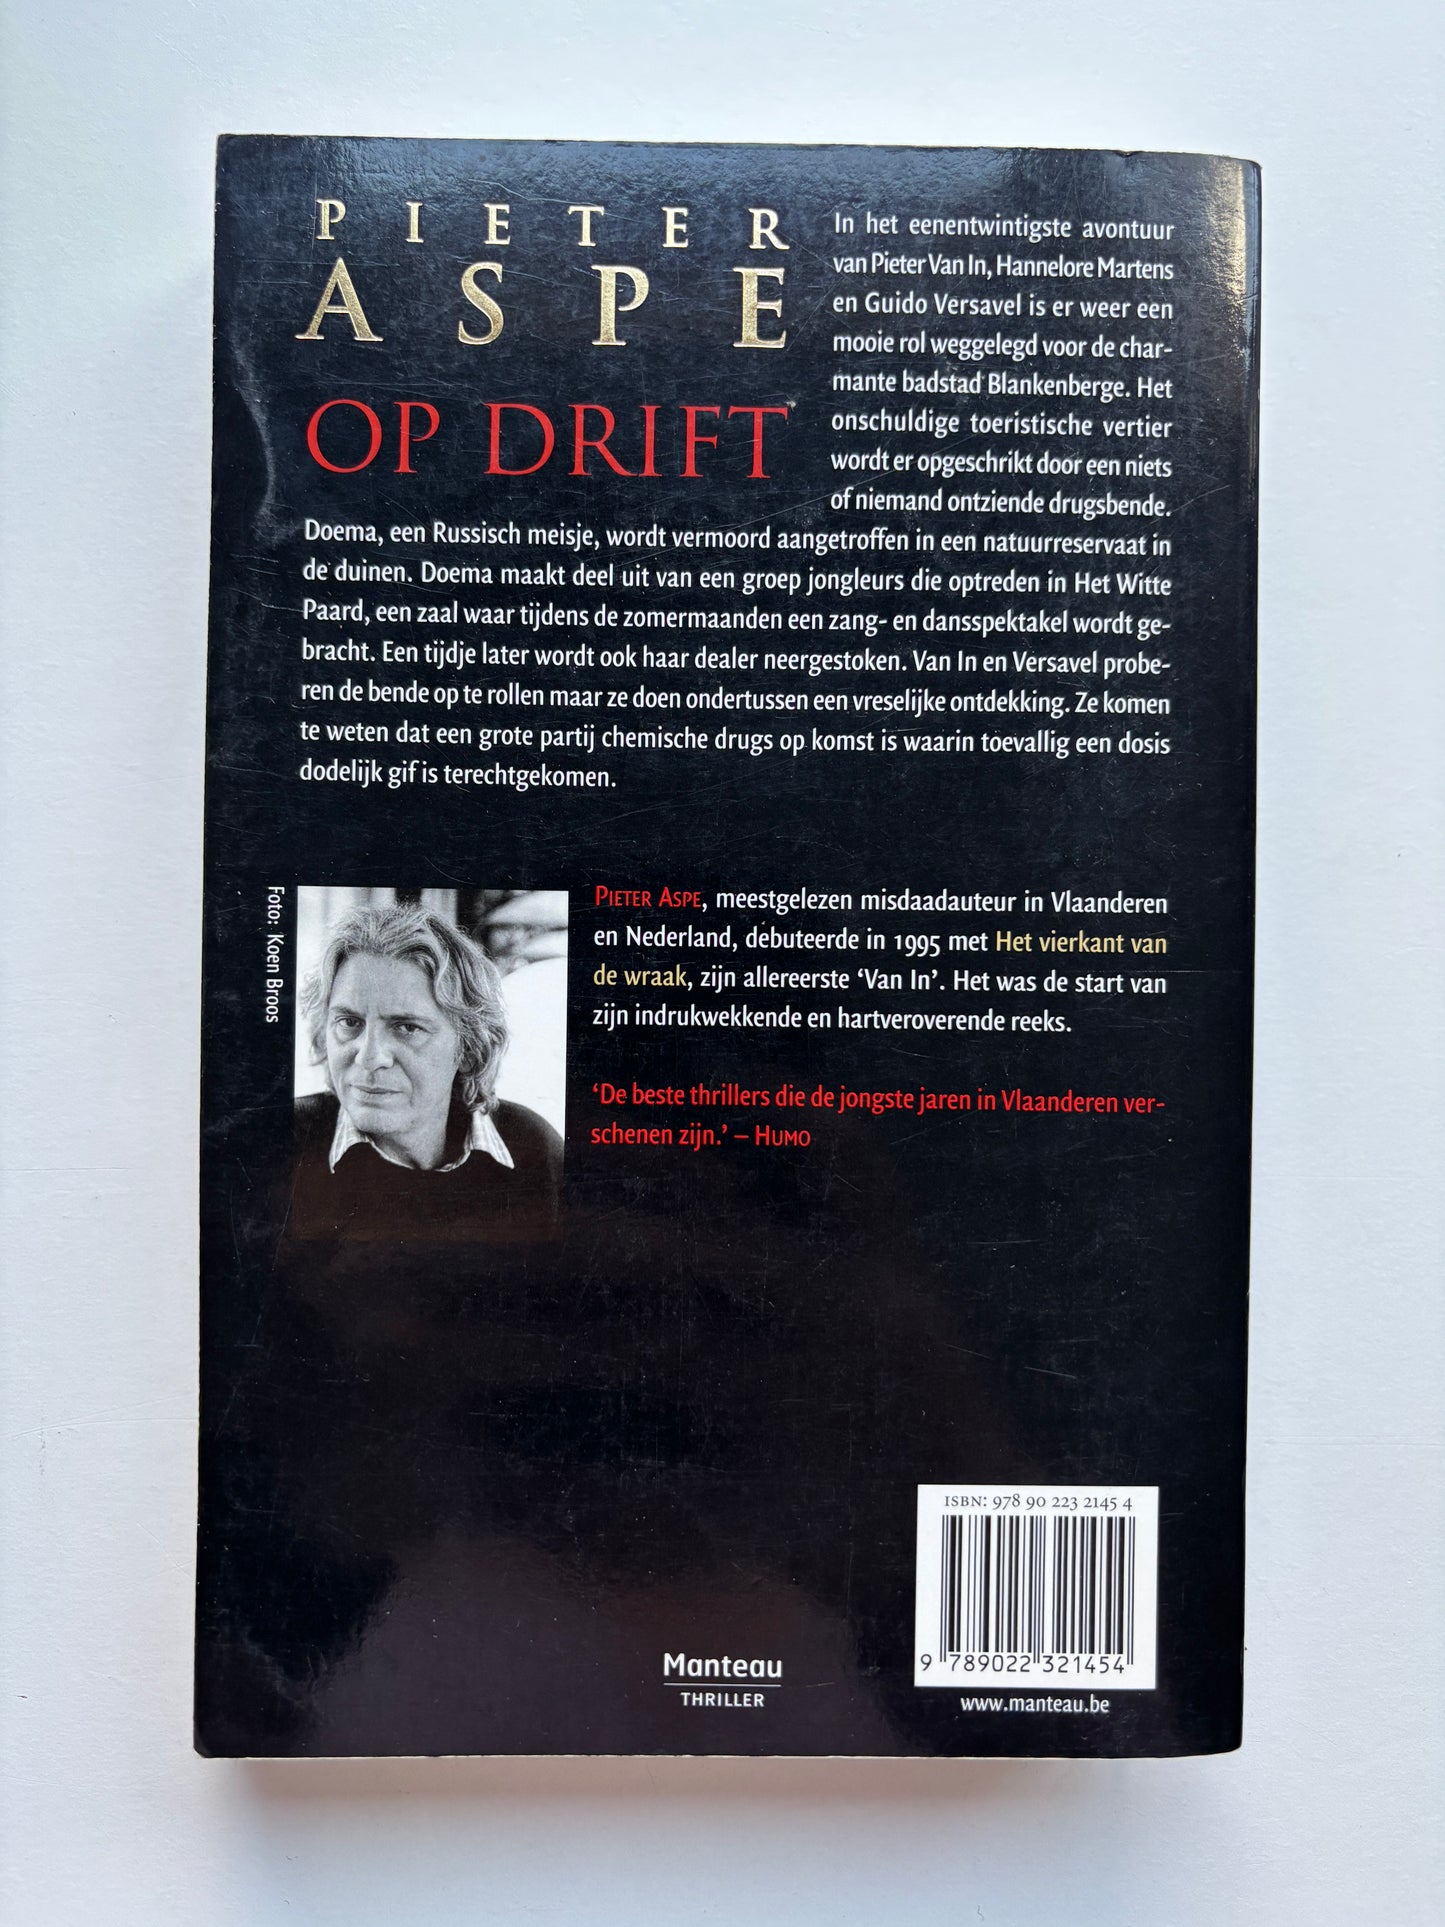 PIETER
ASPE
OP DRIFT
In het eenentwintigste avontuur
van Pieter Van In, Hannelore Martens
en Guido Versavel is er weer een
mooie rol weggelegd voor de char-
mante badstad Blankenberge. Het
onschuldige toeristische vertier
wordt er opgeschrikt door een niets
of niemand ontziende drugsbende.
Doema, een Russisch meisje, wordt vermoord aangetroffen in een natuurreservaat in
de duinen. Doema maakt deel uit van een groep jongleurs die optreden in Het Witte
Paard, een zaal waar tijdens de zomermaanden een zang- en dansspektakel wordt ge-
bracht. Een tijdje later wordt ook haar dealer neergestoken. Van In en Versavel probe-
ren de bende op te rollen maar ze doen ondertussen een vreselijke ontdekking. Ze komen
te weten dat een grote partij chemische drugs op komst is waarin toevallig een dosis
dodelijk gif is terechtgekomen.
Foto: Koen Broos
PIETER ASPE, meestgelezen misdaadauteur in Vlaanderen
en Nederland, debuteerde in 1995 met Het vierkant van
de wraak, zijn allereerste ‘Van In’. Het was de start van
zijn indrukwekkende en hartveroverende reeks.
‘De beste thrillers die de jongste jaren in Vlaanderen ver-
schenen zijn.’ – HUMO
ISBN: 978 90 223 2145 4
9 789022 321454
www.manteau.be
Manteau
THRILLER